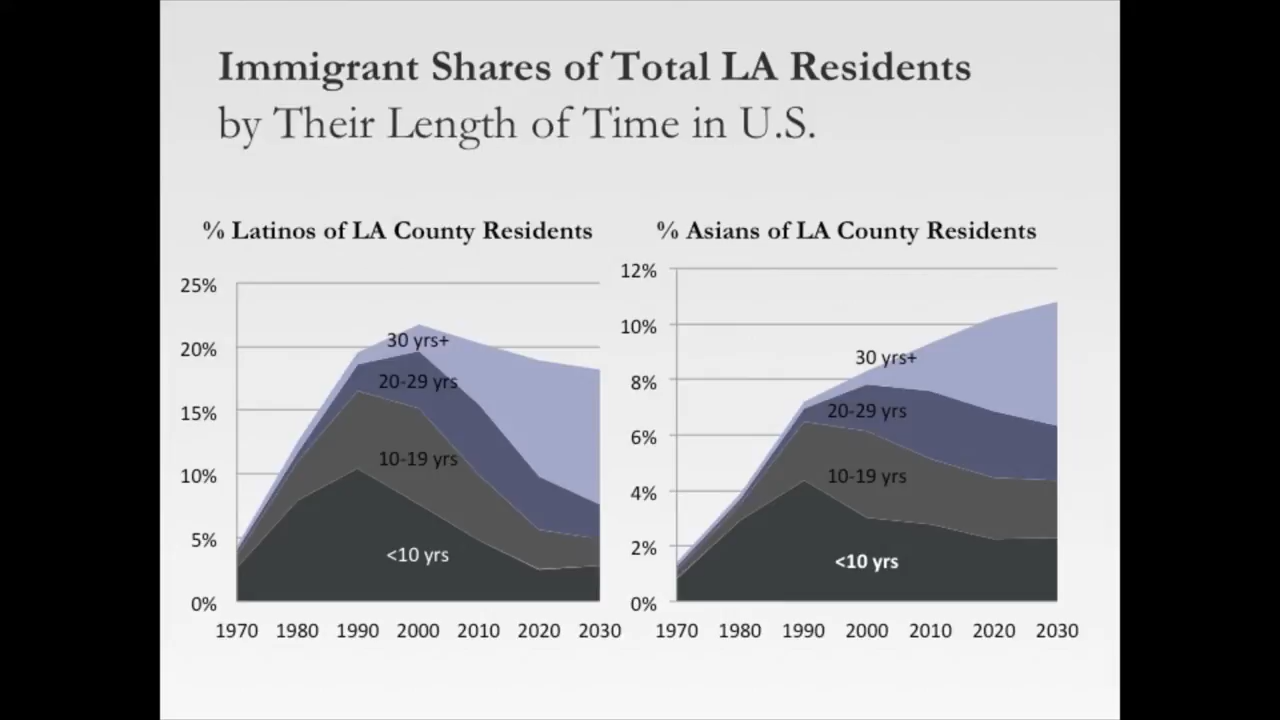 Immigrant Shares of Total LA Residents
by Their Length of Time in U.S.
% Latinos of LA County Residents
25%
20%
15%
10%
5%
0%
30 yrs+
20-29 yrs
10-19 yrs
<10 yrs
1970 1980 1990 2000 2010 2020 2030
% Asians of LA County Residents
12%
10%
8%
6%
4%
2%
0%
30 yrs+
20-29 yrs
10-19 yrs
<10 yrs
1970 1980 1990 2000 2010 2020 2030